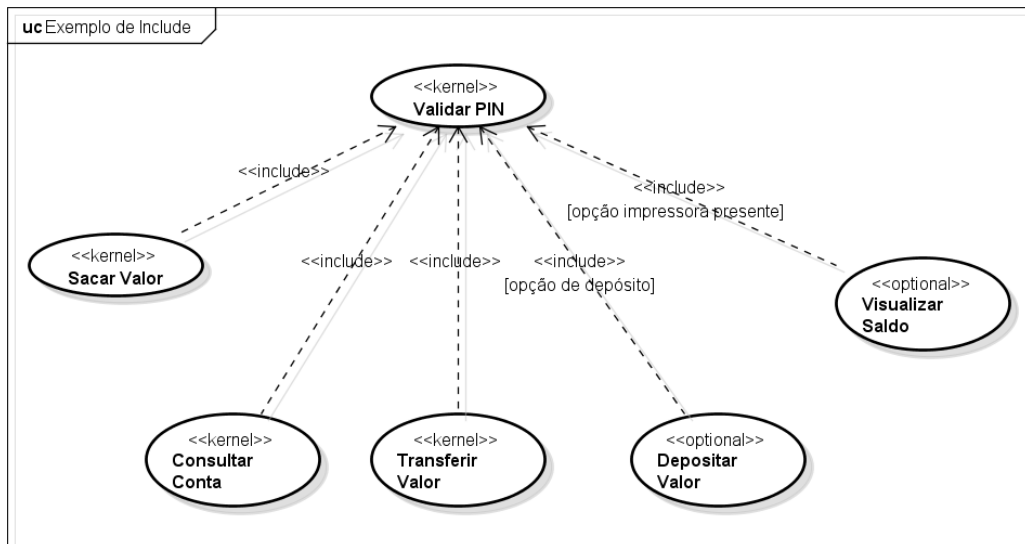 uc Exemplo de Include
<<kernel>>
Validar PIN
<<include>>
<<include>>
[opção impressora presente]
<<kernel>>
Sacar Valor
<<include>>
<<include>>
<<include>>
[opção de depósito]
<<optional>>
Visualizar
Saldo
<<kernel>>
Consultar
Conta
<<kernel>>
Transferir
Valor
<<optional>>
Depositar
Valor